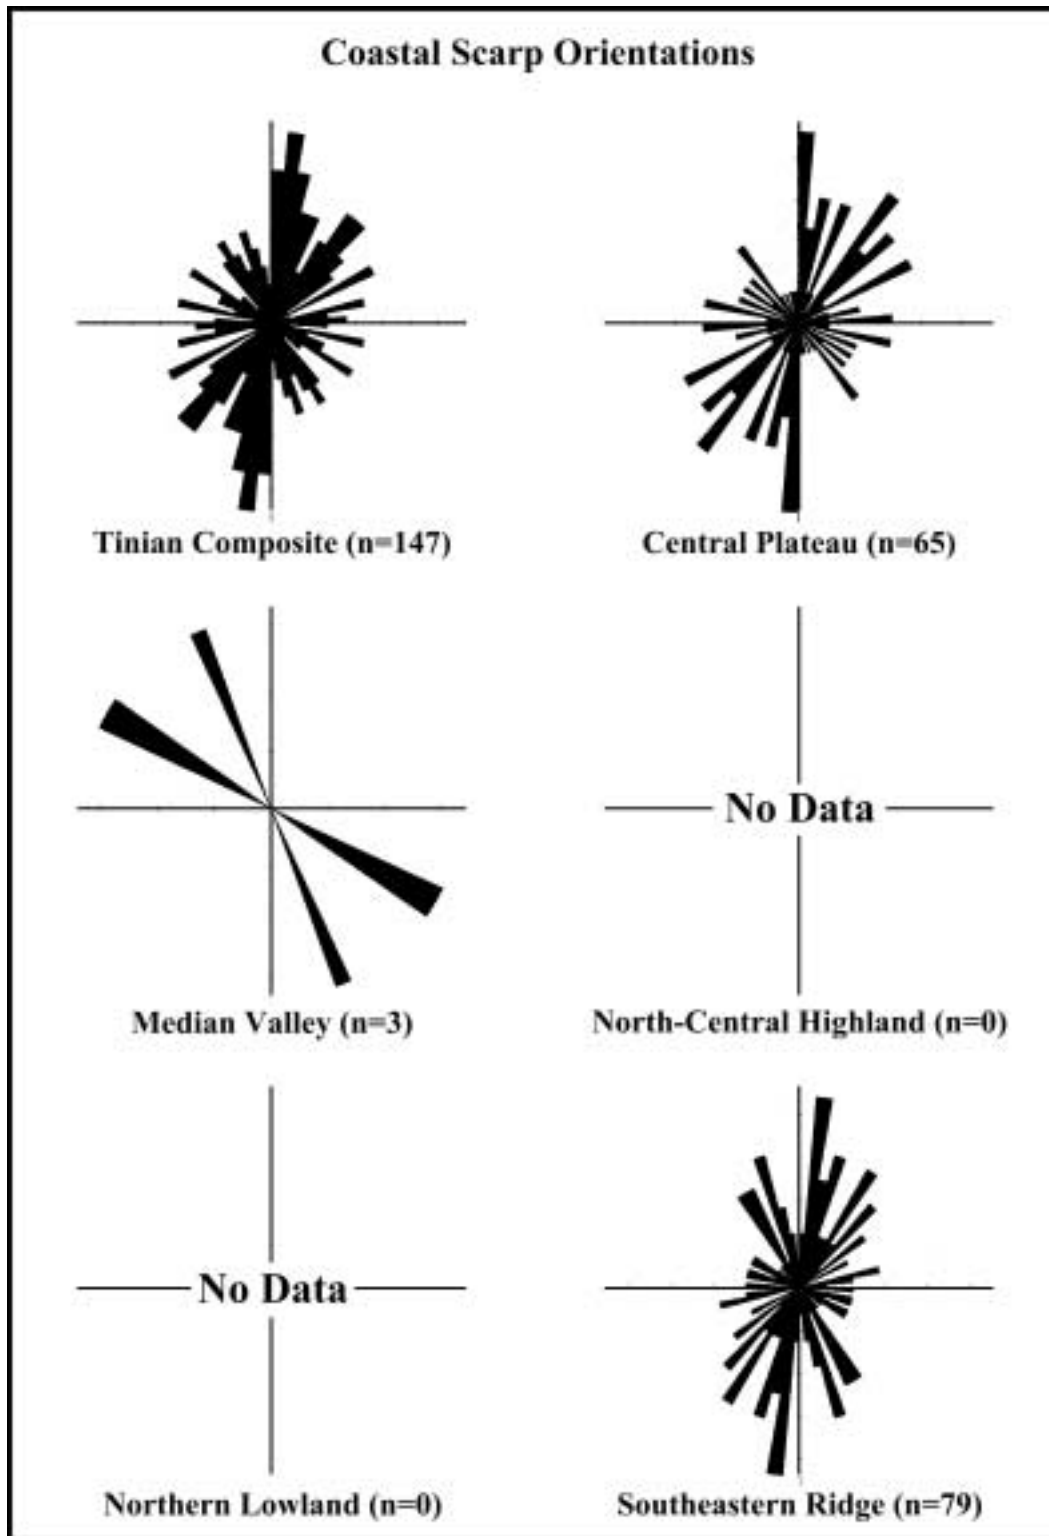 Coastal Scarp Orientations
Tinian Composite (n=147)
Central Plateau (n=65)
No Data
Median Valley (n=3)
North-Central Highland (n=0)
No Data
Northern Lowland (n=0)
Southeastern Ridge (n=79)